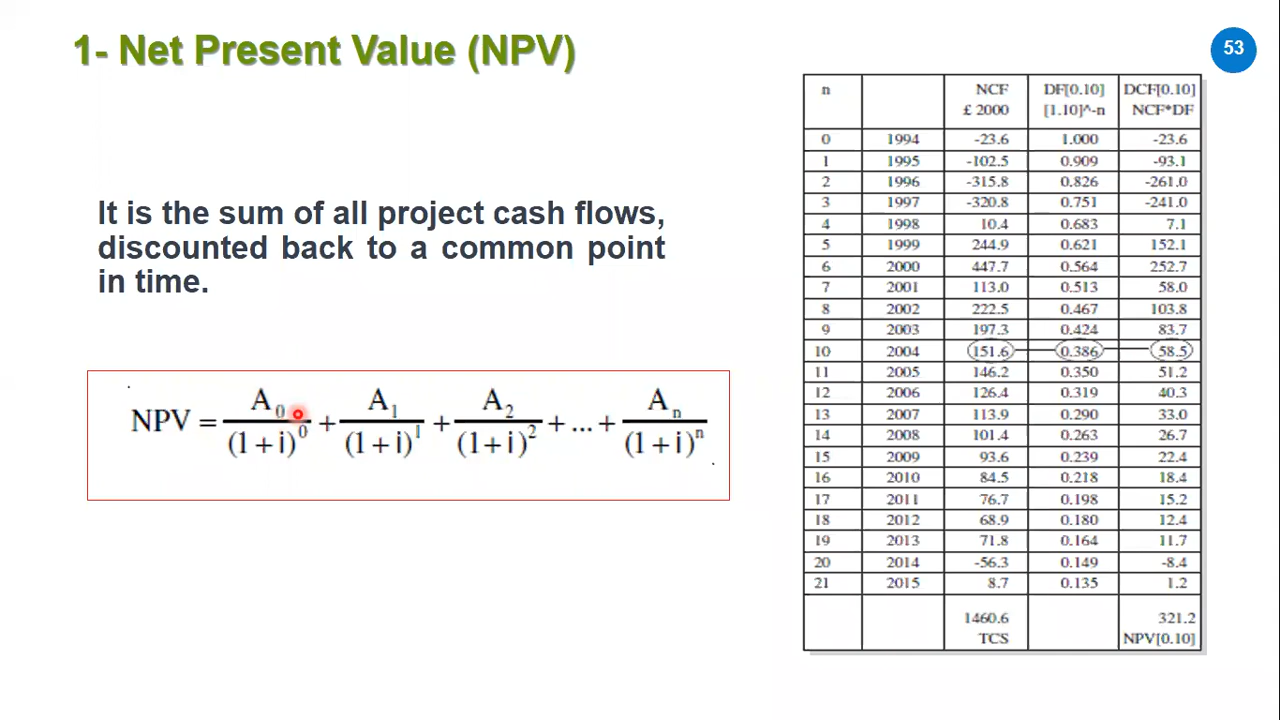 1- Net Present Value (NPV)
53
It is the sum of all project cash flows,
discounted back to a common point
in time.
NPV = A₀/(1+i)⁰ + A₁/(1+i)¹ + A₂/(1+i)² + ... + Aₙ/(1+i)ⁿ
n NCF DF[0.10] DCF[0.10]
£ 2000 [1.10]^-n NCF*DF
0 1994 -23.6 1.000 -23.6
1 1995 -102.5 0.909 -93.1
2 1996 -315.8 0.826 -261.0
3 1997 -320.8 0.751 -241.0
4 1998 10.4 0.683 7.1
5 1999 244.9 0.621 152.1
6 2000 447.7 0.564 252.7
7 2001 113.0 0.513 58.0
8 2002 222.5 0.467 103.8
9 2003 197.3 0.424 83.7
10 2004 151.6 0.386 58.5
11 2005 146.2 0.350 51.2
12 2006 126.4 0.319 40.3
13 2007 113.9 0.290 33.0
14 2008 101.4 0.263 26.7
15 2009 93.6 0.239 22.4
16 2010 84.5 0.218 18.4
17 2011 76.7 0.198 15.2
18 2012 68.9 0.180 12.4
19 2013 71.8 0.164 11.7
20 2014 -56.3 0.149 -8.4
21 2015 8.7 0.135 1.2
1460.6 321.2
TCS NPV[0.10]